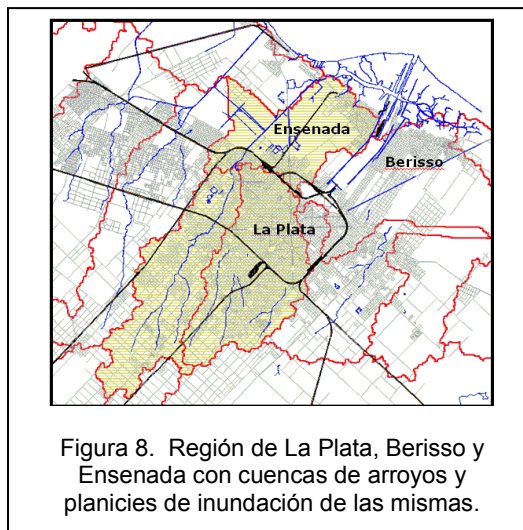 Ensenada
Berisso
La Plata
Figura 8. Región de La Plata, Berisso y
Ensenada con cuencas de arroyos y
planicies de inundación de las mismas.